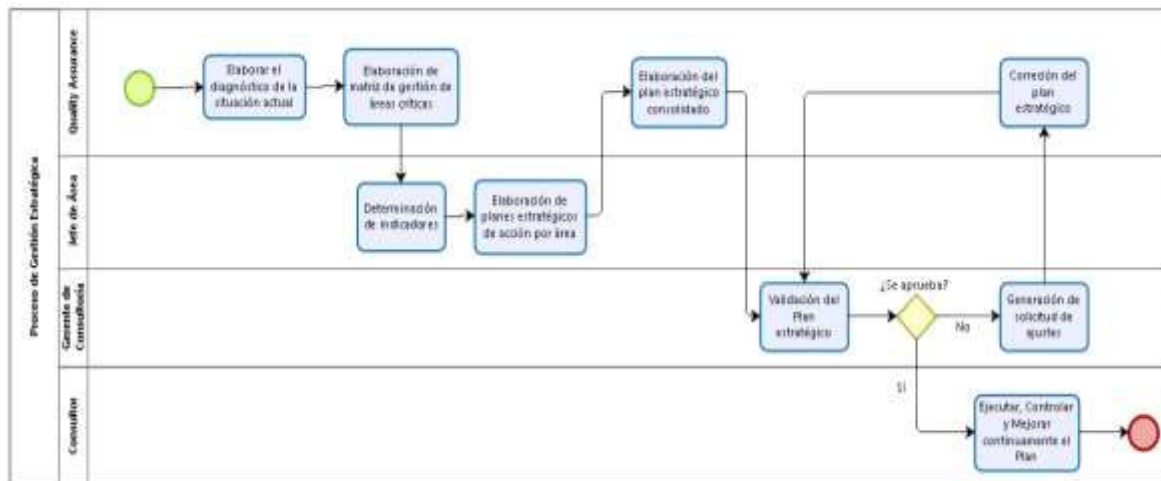 Proceso de Gestión Estratégica
Quality Assurance
Elaborar el
diagnóstico de la
situación actual
Elaboración de
matriz de gestión de
áreas críticas
Elaboración del
plan estratégico
consolidado
Correción del
plan
estratégico
Jefe de Área
Determinación
de indicadores
Elaboración de
planes estratégicos
de acción por área
Gerente de
Consultoría
Validación del
Plan
estratégico
¿Se aprueba?
No
Generación de
solicitud de
ajustes
Sí
Consultor
Ejecutar, Controlar
y Mejorar
continuamente el
Plan